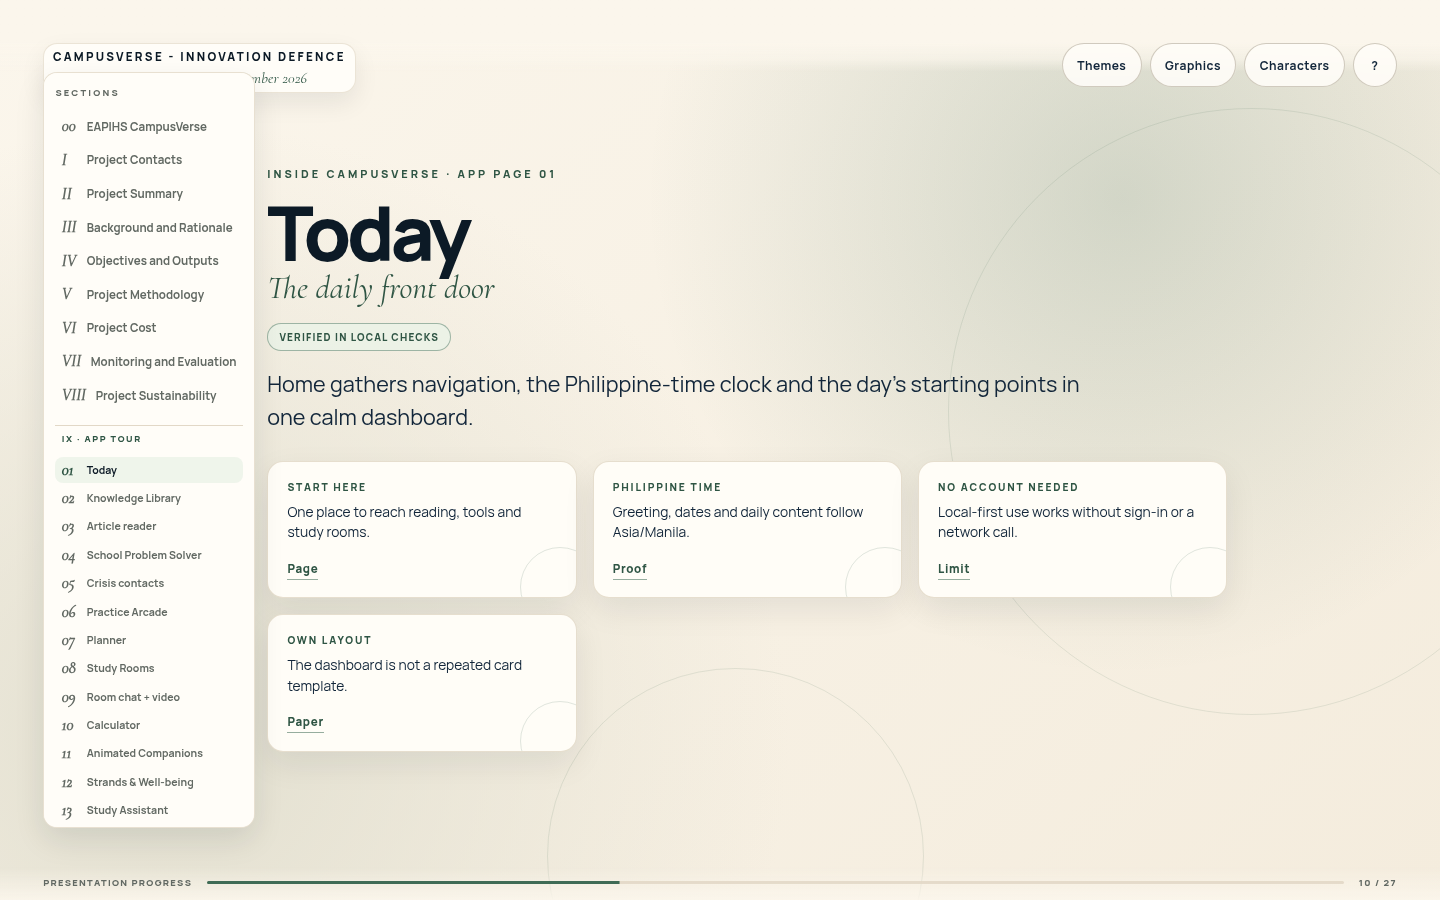 CAMPUSVERSE - INNOVATION DEFENCE
2026
Themes
Graphics
Characters
?
SECTIONS
00 EAPIHS CampusVerse
I Project Contacts
II Project Summary
III Background and Rationale
IV Objectives and Outputs
V Project Methodology
VI Project Cost
VII Monitoring and Evaluation
VIII Project Sustainability
IX · APP TOUR
01 Today
02 Knowledge Library
03 Article reader
04 School Problem Solver
05 Crisis contacts
06 Practice Arcade
07 Planner
08 Study Rooms
09 Room chat + video
10 Calculator
11 Animated Companions
12 Strands & Well-being
13 Study Assistant
INSIDE CAMPUSVERSE · APP PAGE 01
Today
The daily front door
VERIFIED IN LOCAL CHECKS
Home gathers navigation, the Philippine-time clock and the day's starting points in
one calm dashboard.
START HERE
One place to reach reading, tools and
study rooms.
Page
PHILIPPINE TIME
Greeting, dates and daily content follow
Asia/Manila.
Proof
NO ACCOUNT NEEDED
Local-first use works without sign-in or a
network call.
Limit
OWN LAYOUT
The dashboard is not a repeated card
template.
Paper
PRESENTATION PROGRESS
10 / 27